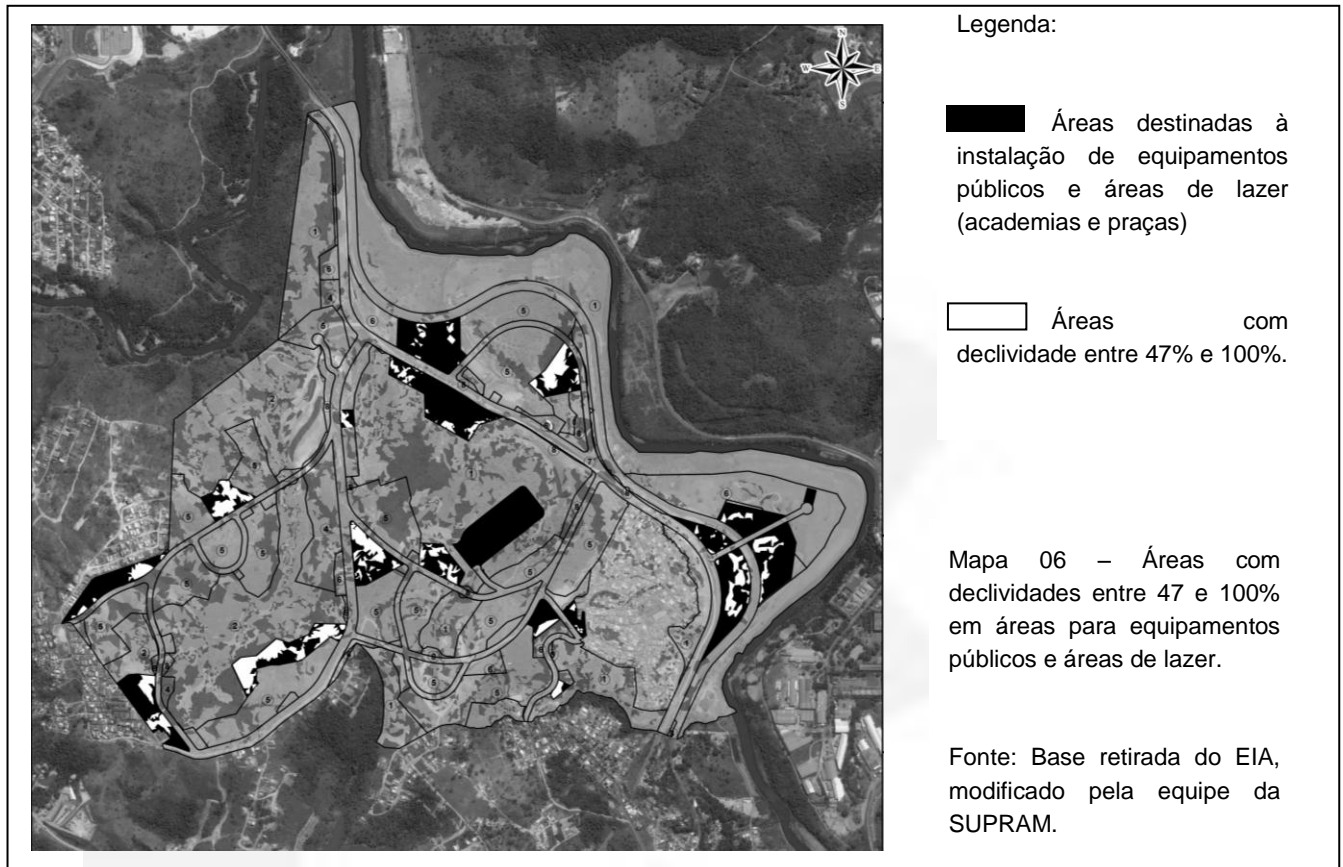 Legenda:
Áreas destinadas à
instalação de equipamentos
públicos e áreas de lazer
(academias e praças)
Áreas com
declividade entre 47% e 100%.
Mapa 06 – Áreas com
declividades entre 47 e 100%
em áreas para equipamentos
públicos e áreas de lazer.
Fonte: Base retirada do EIA,
modificado pela equipe da
SUPRAM.
N
W E
S